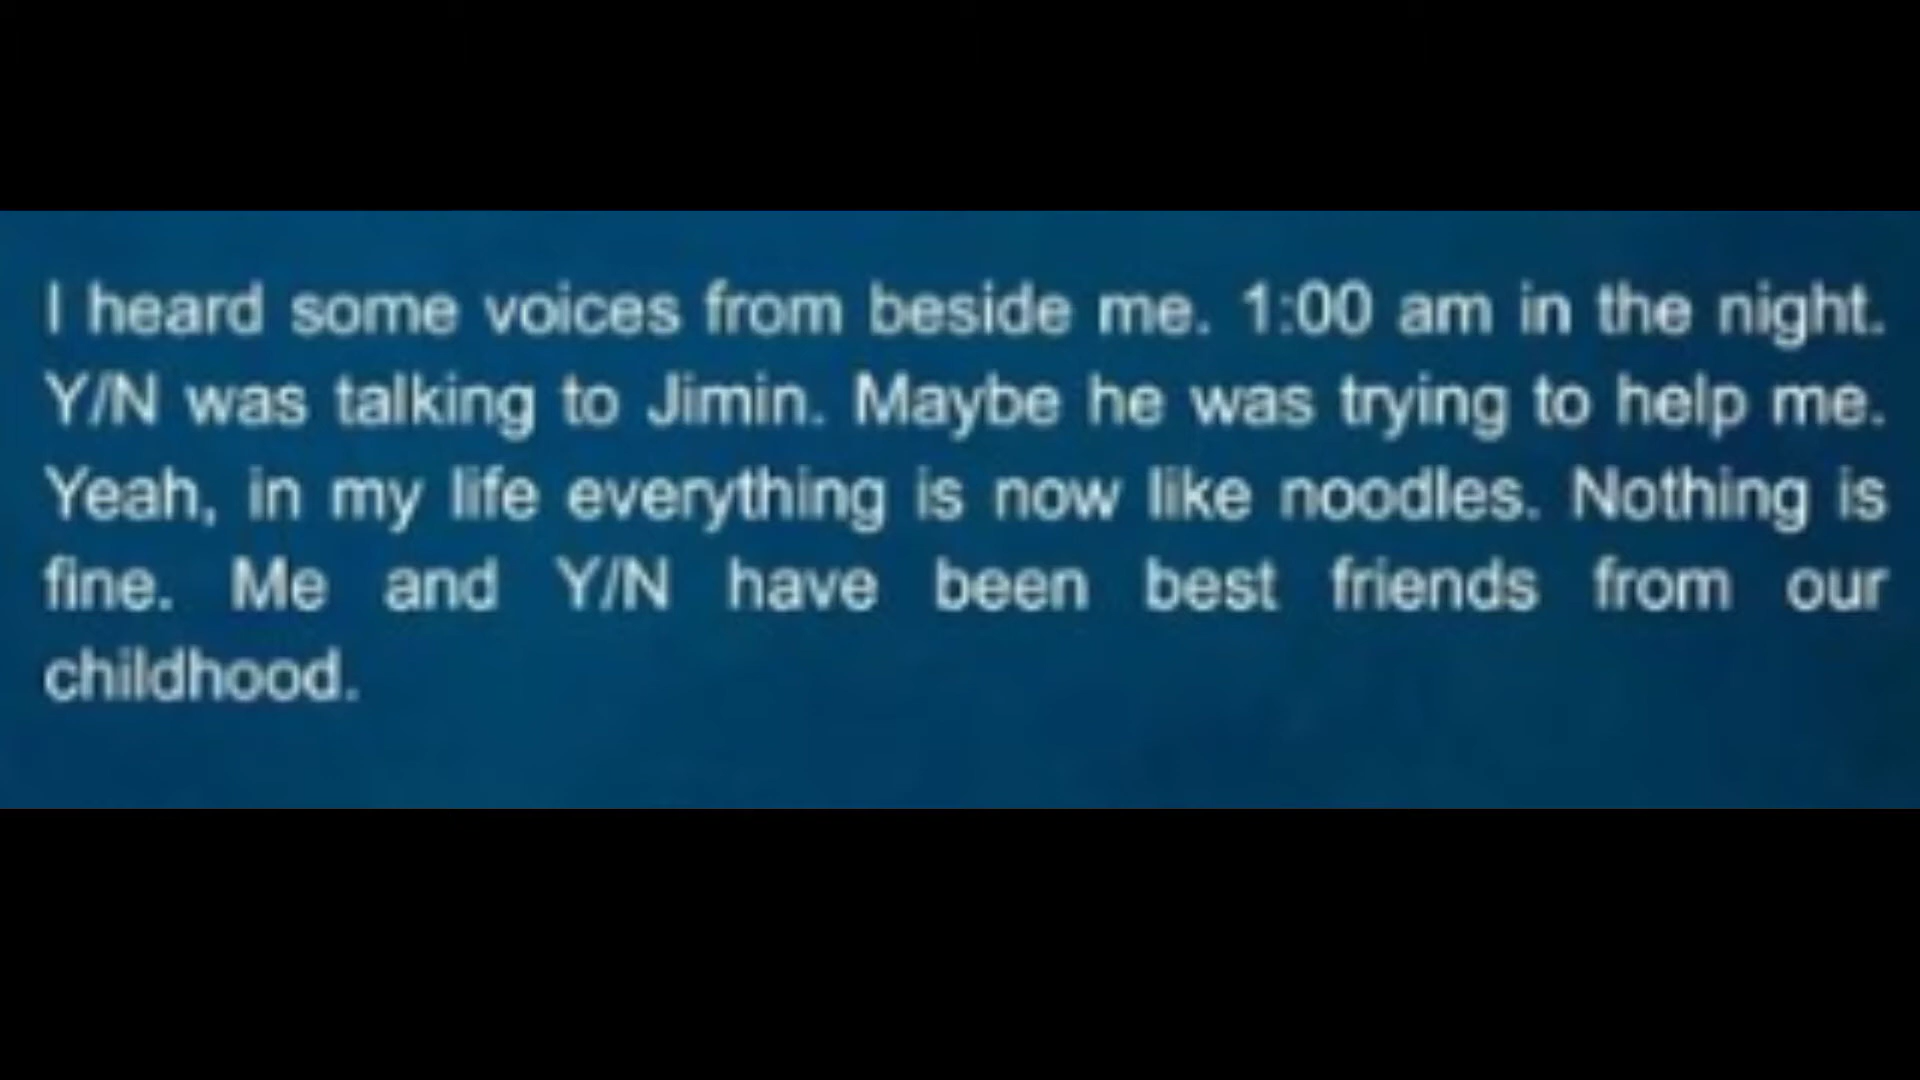 I heard some voices from beside me. 1:00 am in the night.
Y/N was talking to Jimin. Maybe he was trying to help me.
Yeah, in my life everything is now like noodles. Nothing is
fine. Me and Y/N have been best friends from our
childhood.